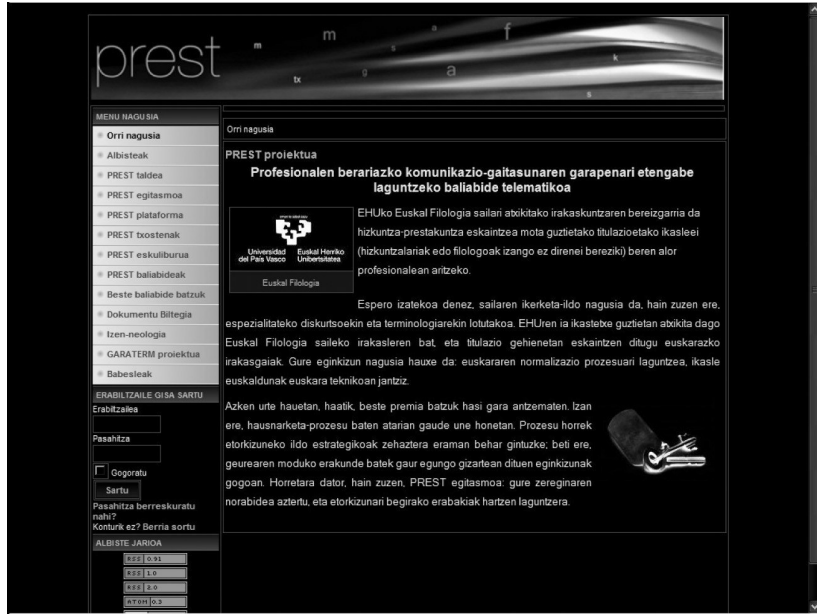 prest
m
m
s
a
f
tx
g
a
k
s
MENU NAGUSIA
Orri nagusia
Albisteak
PREST taldea
PREST egitasmoa
PREST plataforma
PREST txostenak
PREST eskuliburua
PREST baliabideak
Beste baliabide batzuk
Dokumentu Biltegia
Izen-neologia
GARATERM proiektua
Babesleak
ERABILTZAILE GISA SARTU
Erabiltzailea
Pasahitza
Gogoratu
Sartu
Pasahitza berreskuratu
nahi?
Konturik ez? Berria sortu
ALBISTE JARIOA
RSS 0.91
RSS 1.0
RSS 2.0
ATOM 0.3
Orri nagusia
PREST proiektua
Profesionalen berariazko komunikazio-gaitasunaren garapenari etengabe
laguntzeko baliabide telematikoa
Universidad Euskal Herriko
del País Vasco Unibertsitatea
Euskal Filologia
EHUko Euskal Filologia sailari atxikitako irakaskuntzaren bereizgarria da
hizkuntza-prestakuntza eskaintzea mota guztietako titulazioetako ikasleei
(hizkuntzalariak edo filologoak izango ez direnei bereziki) beren alor
profesionalean aritzeko.
Espero izatekoa denez, sailaren ikerketa-ildo nagusia da, hain zuzen ere,
espezialitateko diskurtsoekin eta terminologiarekin lotutakoa. EHUren ia ikastetxe guztietan atxikita dago
Euskal Filologia saileko irakasleren bat, eta titulazio gehienetan eskaintzen ditugu euskarazko
irakasgaiak. Gure eginkizun nagusia hauxe da: euskararen normalizazio prozesuari laguntzea, ikasle
euskaldunak euskara teknikoan jantziz.
Azken urte hauetan, haatik, beste premia batzuk hasi gara antzematen. Izan
ere, hausnarketa-prozesu baten atarian gaude une honetan. Prozesu horrek
etorkizuneko ildo estrategikoak zehaztera eraman behar gintuzke; beti ere,
geurearen moduko erakunde batek gaur egungo gizartean dituen eginkizunak
gogoan. Horretara dator, hain zuzen, PREST egitasmoa: gure zereginaren
norabidea aztertu, eta etorkizunari begirako erabakiak hartzen laguntzera.